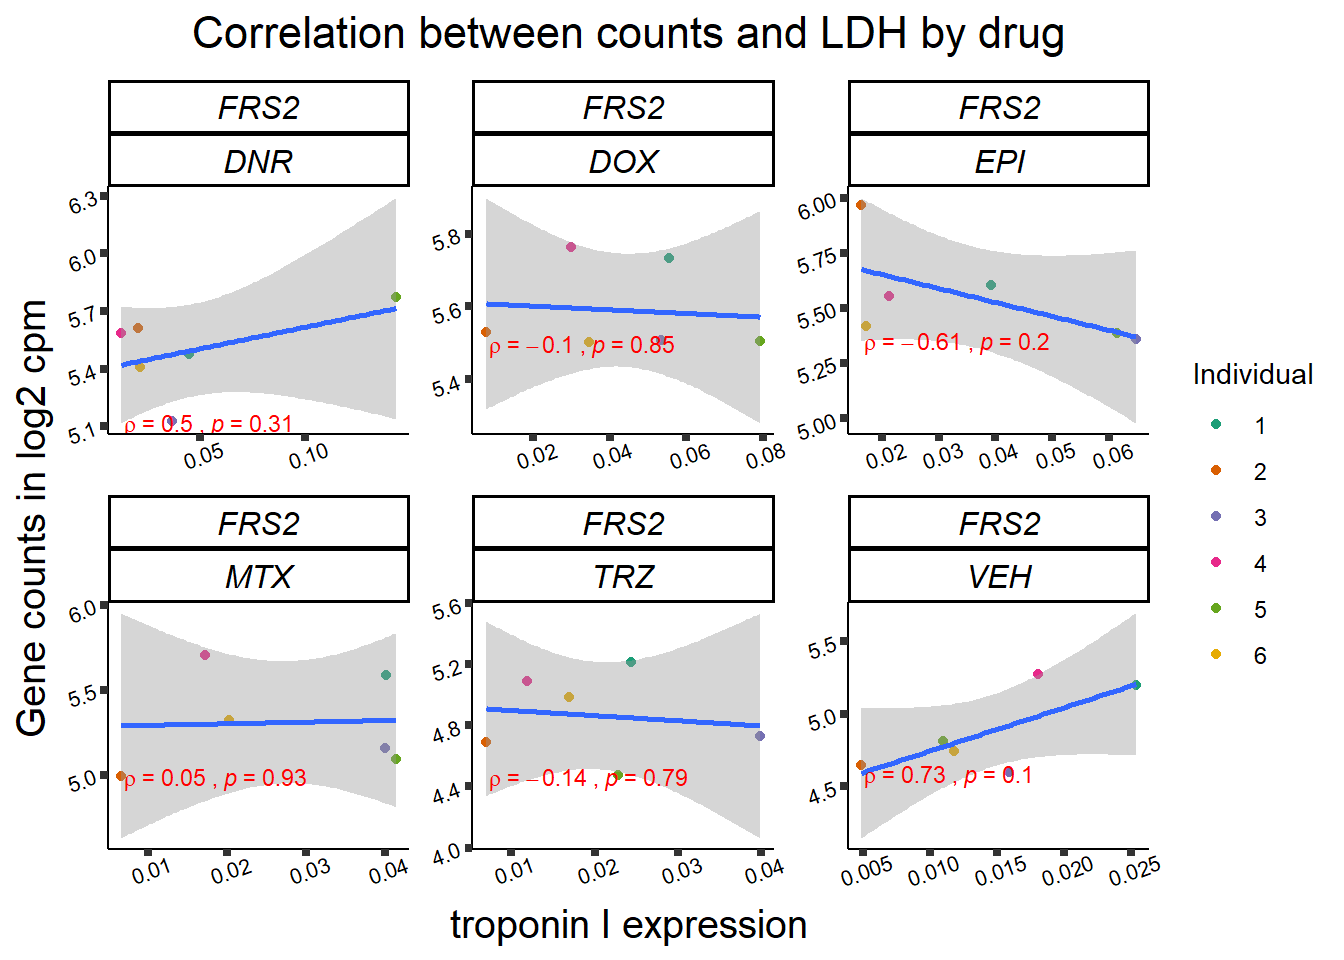 Correlation between counts and LDH by drug
FRS2
DNR
6.3
6.0
5.7
5.4
5.1
ρ = 0.5 , p = 0.31
0.05
0.10
FRS2
DOX
5.8
5.6
5.4
ρ = −0.1 , p = 0.85
0.02
0.04
0.06
0.08
FRS2
EPI
6.00
5.75
5.50
5.25
5.00
ρ = −0.61 , p = 0.2
0.02
0.03
0.04
0.05
0.06
FRS2
MTX
6.0
5.5
5.0
ρ = 0.05 , p = 0.93
0.01
0.02
0.03
0.04
FRS2
TRZ
5.6
5.2
4.8
4.4
4.0
ρ = −0.14 , p = 0.79
0.01
0.02
0.03
0.04
FRS2
VEH
5.5
5.0
4.5
ρ = 0.73 , p = 0.1
0.005
0.010
0.015
0.020
0.025
Gene counts in log2 cpm
troponin I expression
Individual
1
2
3
4
5
6